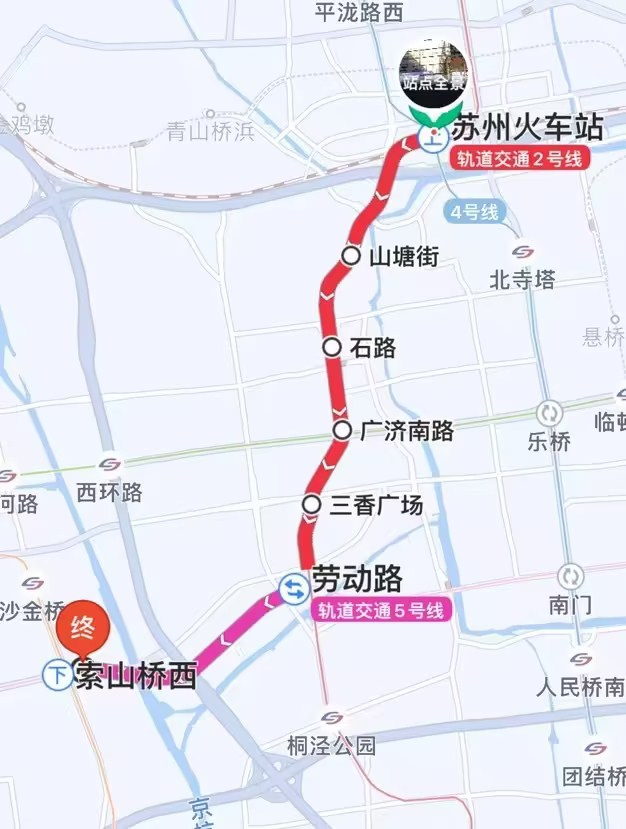 平泷路西
站点全景
苏州火车站
上
轨道交通2号线
金鸡墩
青山桥浜
4号线
山塘街
北寺塔
悬桥
石路
临顿
广济南路
乐桥
西环路
河路
三香广场
劳动路
轨道交通5号线
南门
沙金桥
终
下
索山桥西
人民桥南
桐泾公园
团结桥
京杭